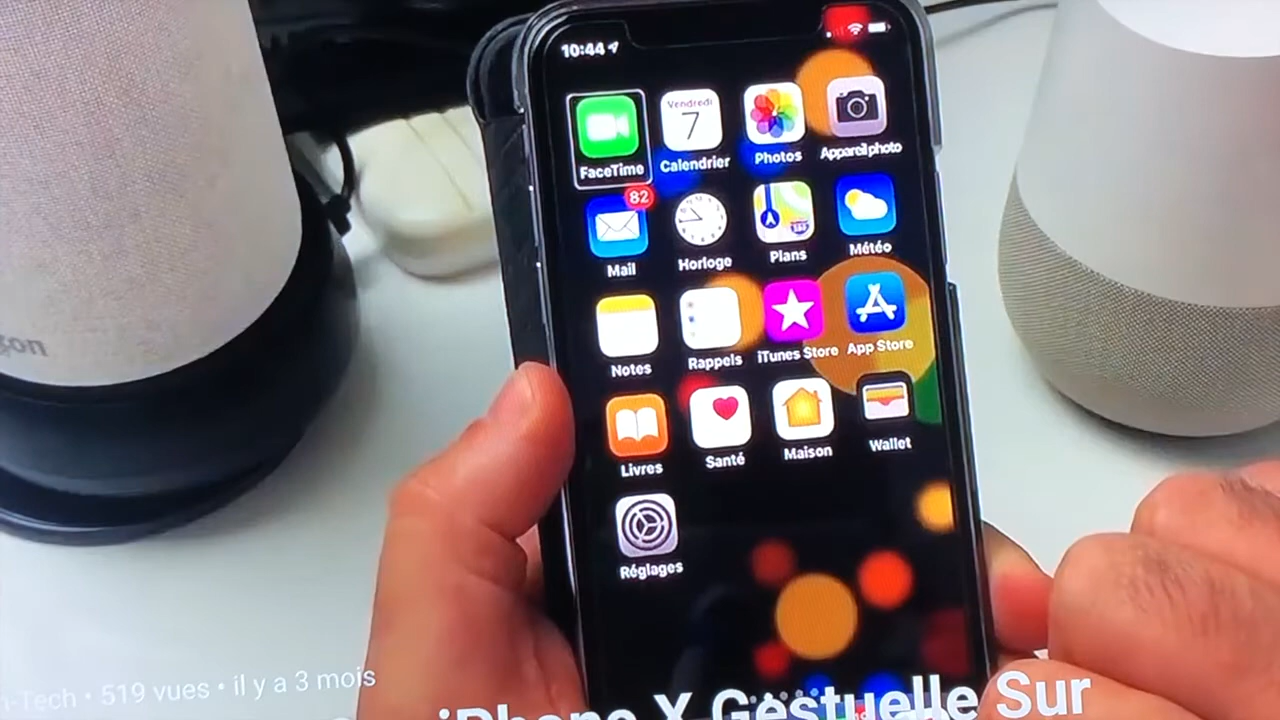 10:44
FaceTime
Vendredi
7
Calendrier
Photos
Appareil photo
82
Mail
Horloge
Plans
Météo
Notes
Rappels
iTunes Store
App Store
Livres
Santé
Maison
Wallet
Réglages
-Tech • 519 vues • il y a 3 mois
iPhone X Gestuelle Sur